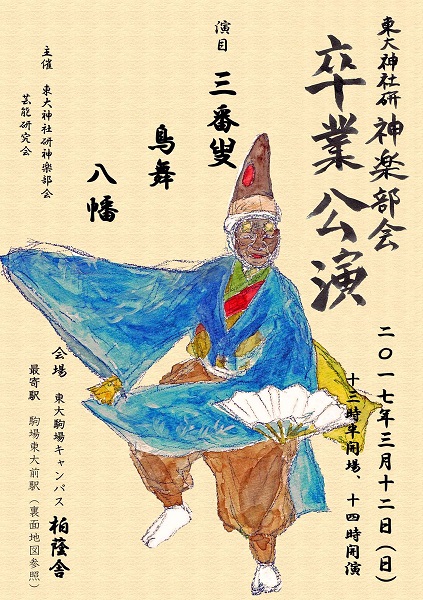 東大神社研 神楽部会
卒業公演
二〇一七年三月十二日(日)
十三時半開場、十四時開演
演目 三番叟
鳥舞
八幡
主催 東大神社研神楽部会
芸能研究会
会場 東大駒場キャンパス 柏蔭舎
最寄駅 駒場東大前駅(裏面地図参照)